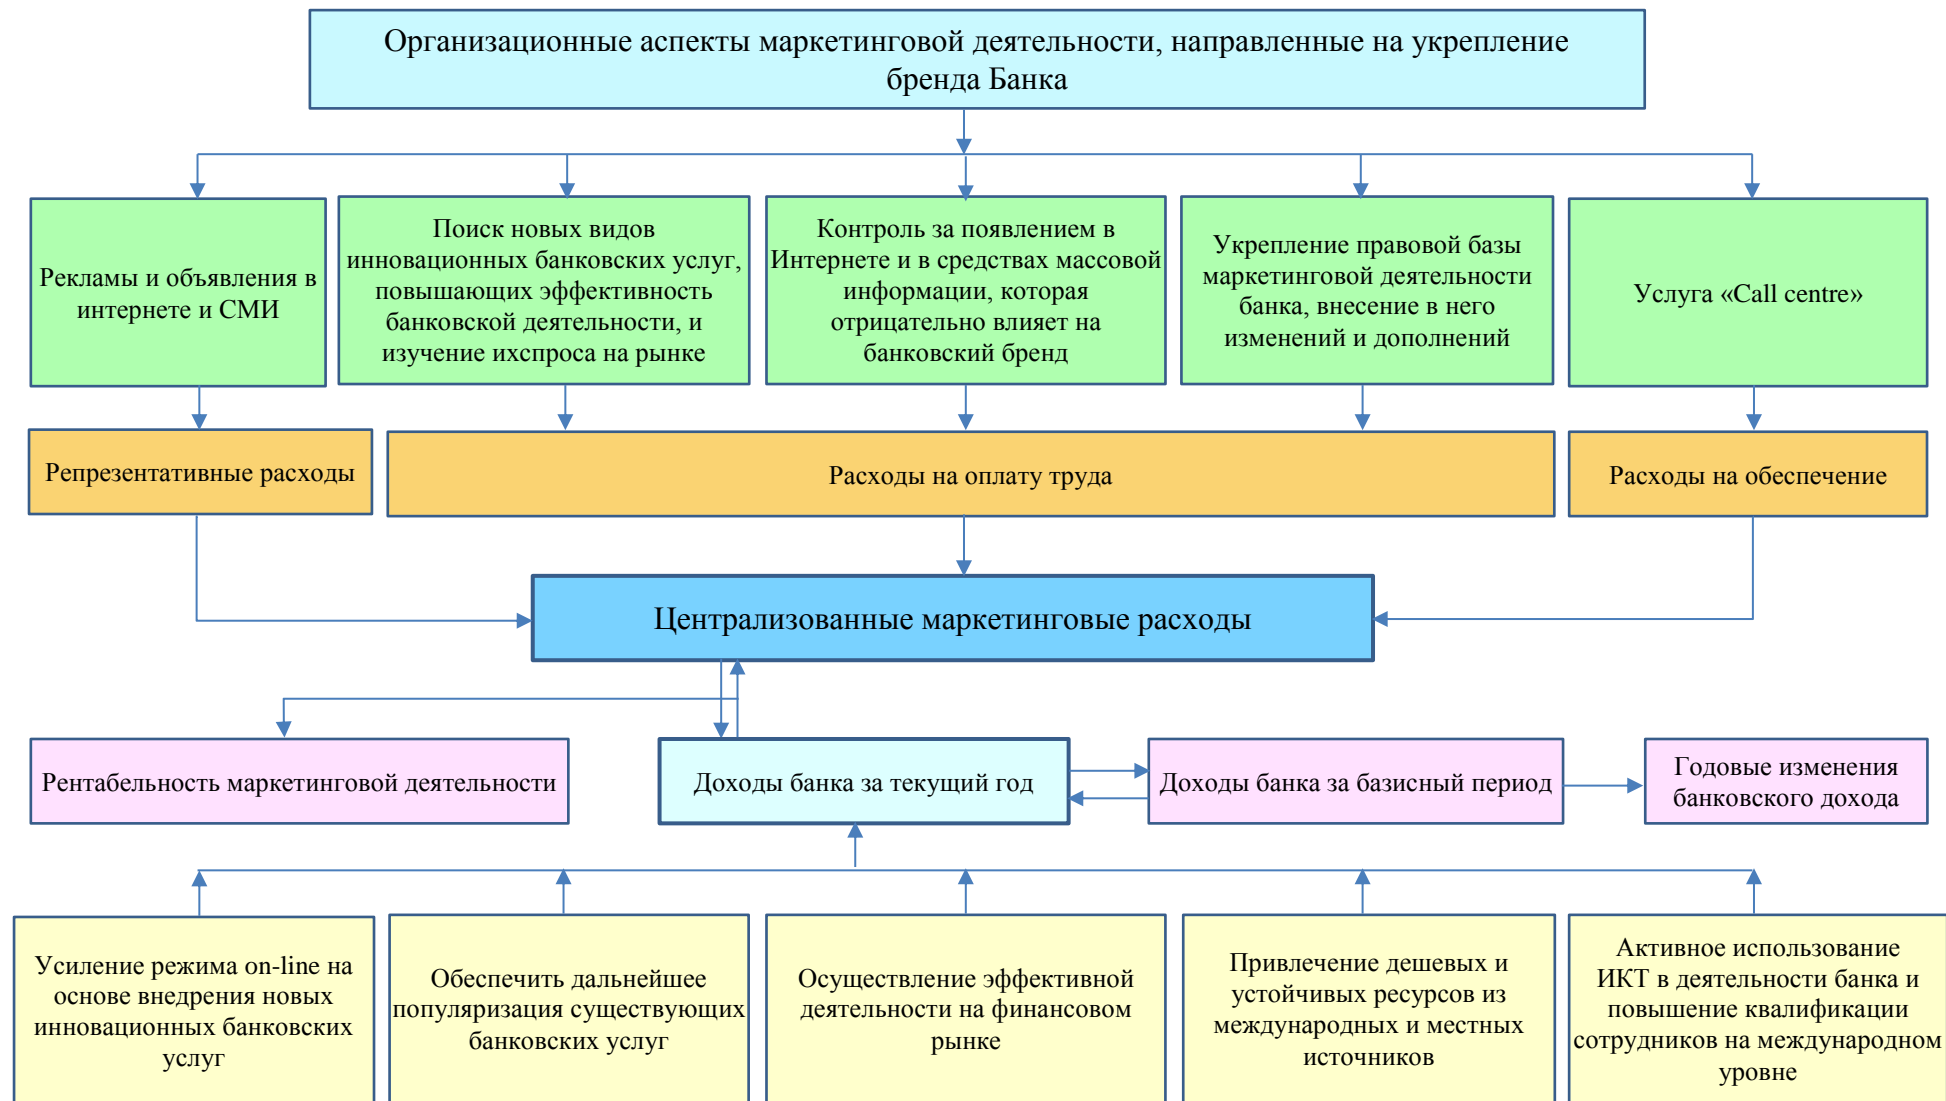 Организационные аспекты маркетинговой деятельности, направленные на укрепление
бренда Банка
Рекламы и объявления в
интернете и СМИ
Поиск новых видов
инновационных банковских услуг,
повышающих эффективность
банковской деятельности, и
изучение ихспроса на рынке
Контроль за появлением в
Интернете и в средствах массовой
информации, которая
отрицательно влияет на
банковский бренд
Укрепление правовой базы
маркетинговой деятельности
банка, внесение в него
изменений и дополнений
Услуга «Call centre»
Репрезентативные расходы
Расходы на оплату труда
Расходы на обеспечение
Централизованные маркетинговые расходы
Рентабельность маркетинговой деятельности
Доходы банка за текущий год
Доходы банка за базисный период
Годовые изменения
банковского дохода
Усиление режима on-line на
основе внедрения новых
инновационных банковских
услуг
Обеспечить дальнейшее
популяризация существующих
банковских услуг
Осуществление эффективной
деятельности на финансовом
рынке
Привлечение дешевых и
устойчивых ресурсов из
международных и местных
источников
Активное использование
ИКТ в деятельности банка и
повышение квалификации
сотрудников на международном
уровне